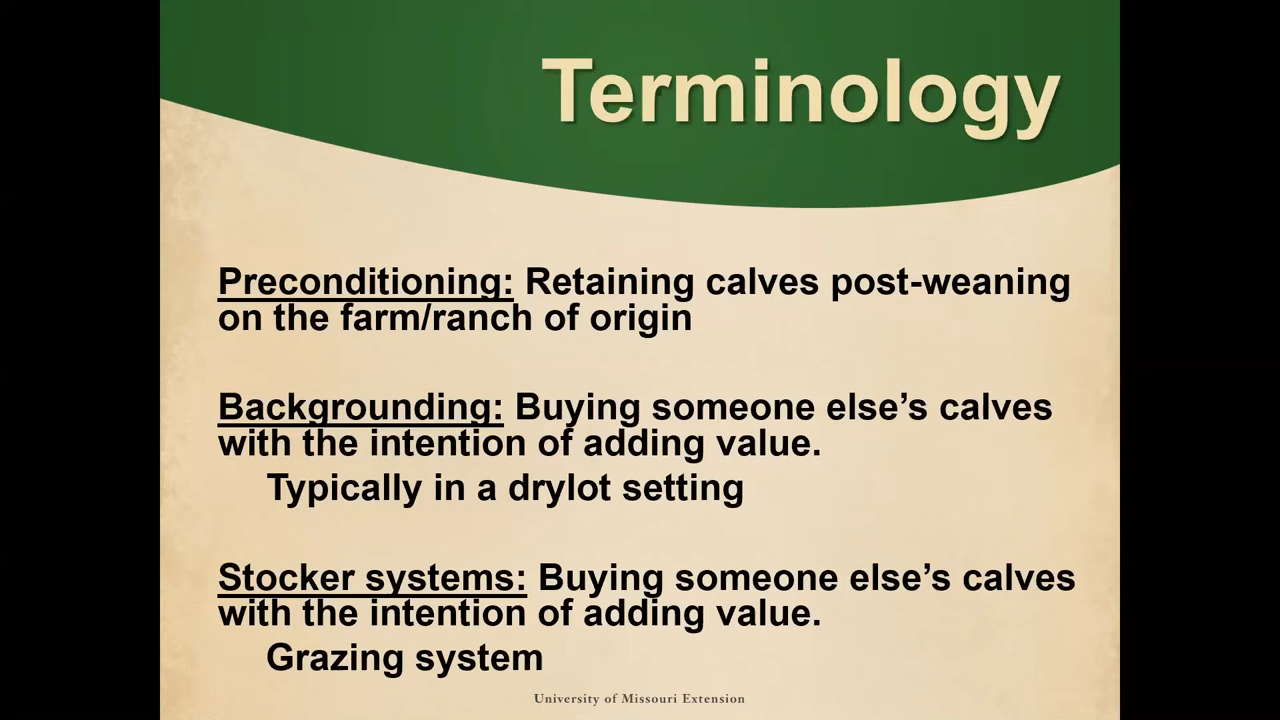 Terminology
Preconditioning: Retaining calves post-weaning
on the farm/ranch of origin
Backgrounding: Buying someone else’s calves
with the intention of adding value.
Typically in a drylot setting
Stocker systems: Buying someone else’s calves
with the intention of adding value.
Grazing system
University of Missouri Extension